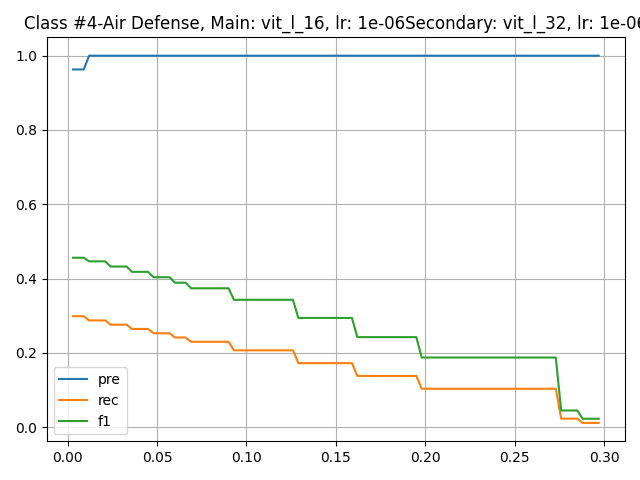 Class #4-Air Defense, Main: vit_l_16, lr: 1e-06Secondary: vit_l_32, lr: 1e-06
1.0
0.8
0.6
0.4
0.2
0.0
pre
rec
f1
0.00 0.05 0.10 0.15 0.20 0.25 0.30